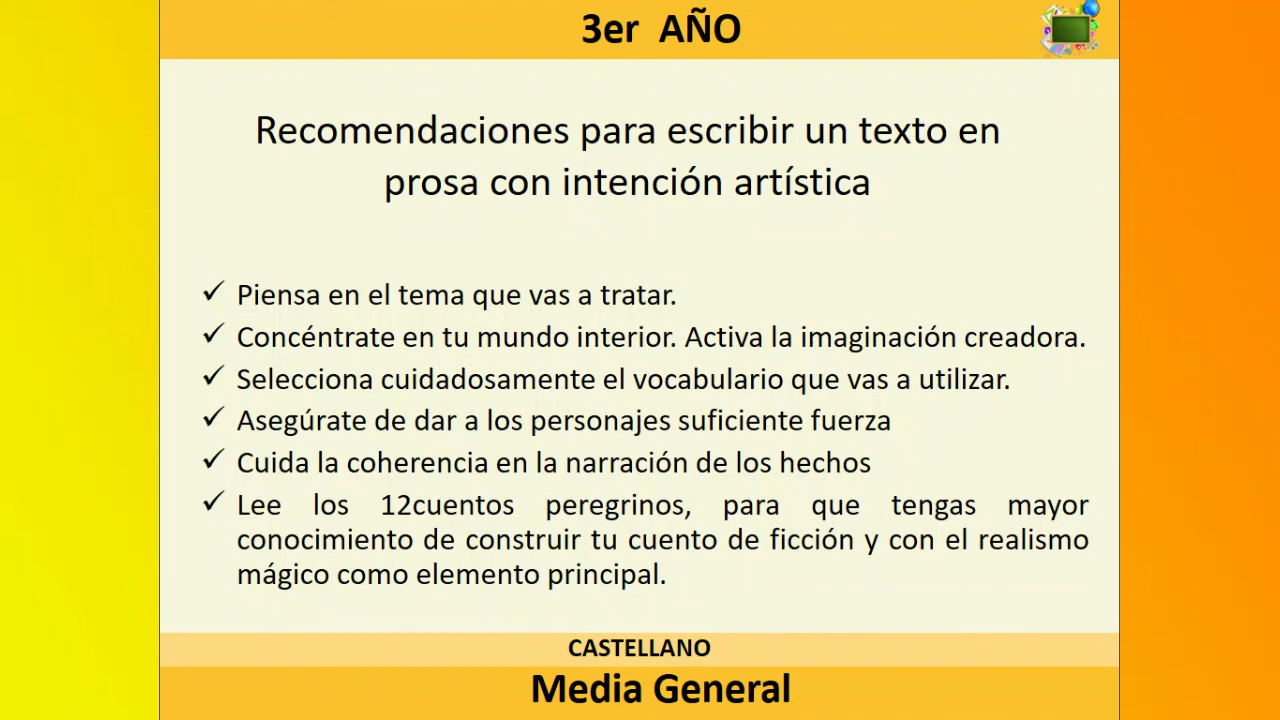 3er AÑO
Recomendaciones para escribir un texto en
prosa con intención artística
✓ Piensa en el tema que vas a tratar.
✓ Concéntrate en tu mundo interior. Activa la imaginación creadora.
✓ Selecciona cuidadosamente el vocabulario que vas a utilizar.
✓ Asegúrate de dar a los personajes suficiente fuerza
✓ Cuida la coherencia en la narración de los hechos
✓ Lee los 12cuentos peregrinos, para que tengas mayor
conocimiento de construir tu cuento de ficción y con el realismo
mágico como elemento principal.
CASTELLANO
Media General